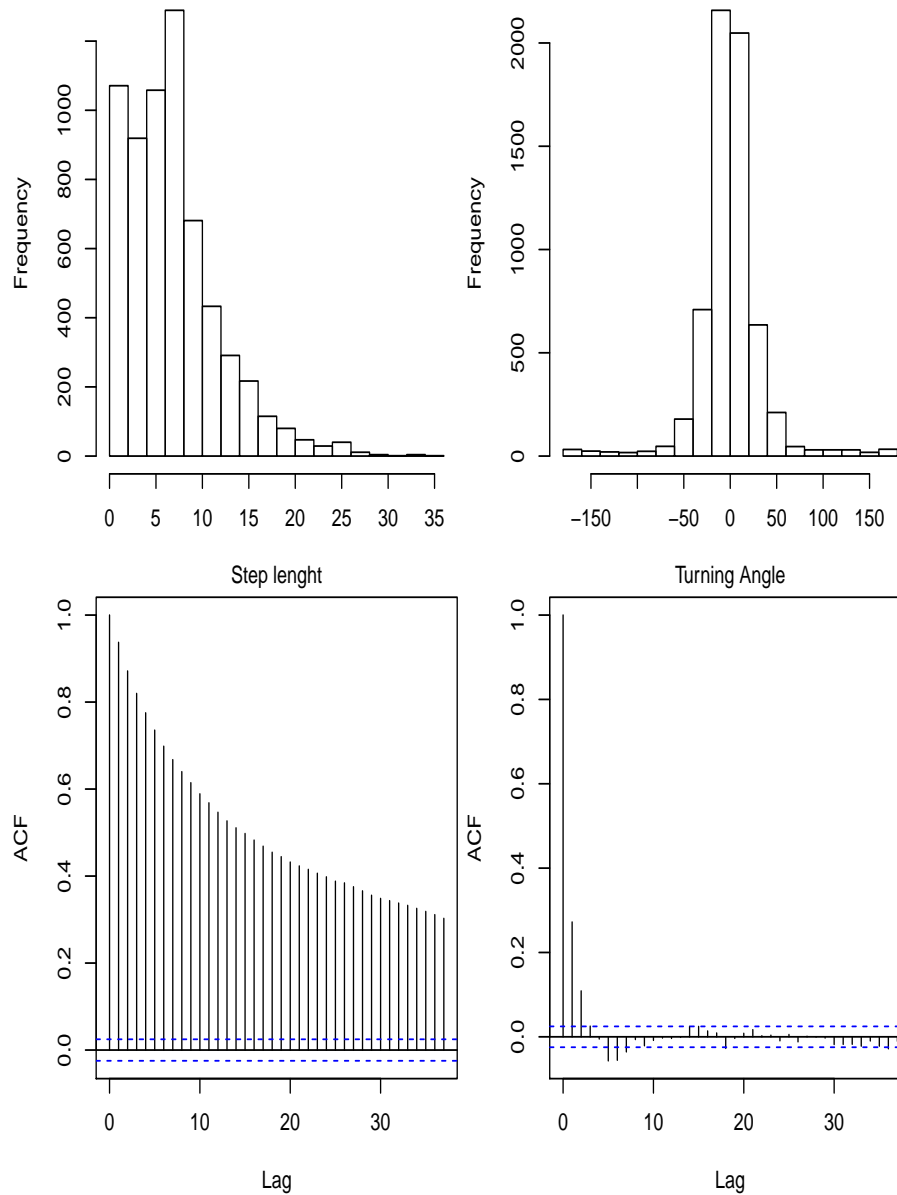 Frequency
0 200 400 600 800 1000
0 5 10 15 20 25 30 35
Step lenght
Frequency
0 500 1000 1500 2000
−150 −50 0 50 100 150
Turning Angle
ACF
0.0 0.2 0.4 0.6 0.8 1.0
0 10 20 30
Lag
ACF
0.0 0.2 0.4 0.6 0.8 1.0
0 10 20 30
Lag